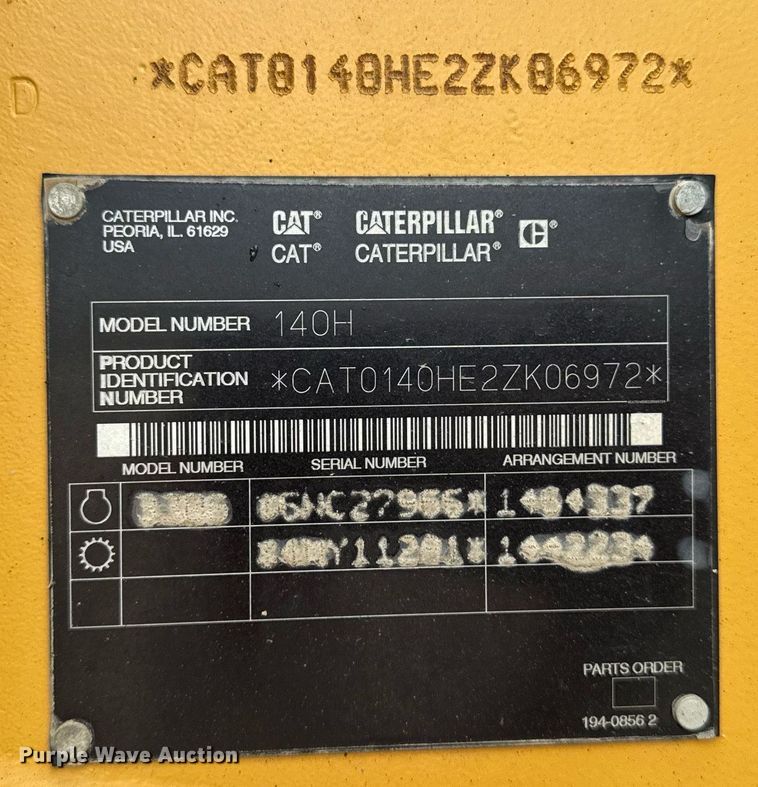 *CAT0140HE2ZK06972*
D
CATERPILLAR INC.
PEORIA, IL. 61629
USA
CAT® CATERPILLAR®
CAT® CATERPILLAR®
MODEL NUMBER 140H
PRODUCT
IDENTIFICATION
NUMBER *CAT0140HE2ZK06972*
MODEL NUMBER SERIAL NUMBER ARRANGEMENT NUMBER
PARTS ORDER
194-0856 2
Purple Wave Auction